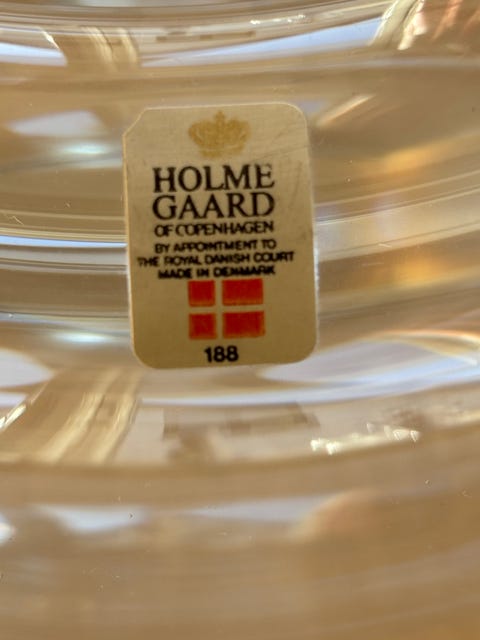 HOLME
GAARD
OF COPENHAGEN
BY APPOINTMENT TO
THE ROYAL DANISH COURT
MADE IN DENMARK
188